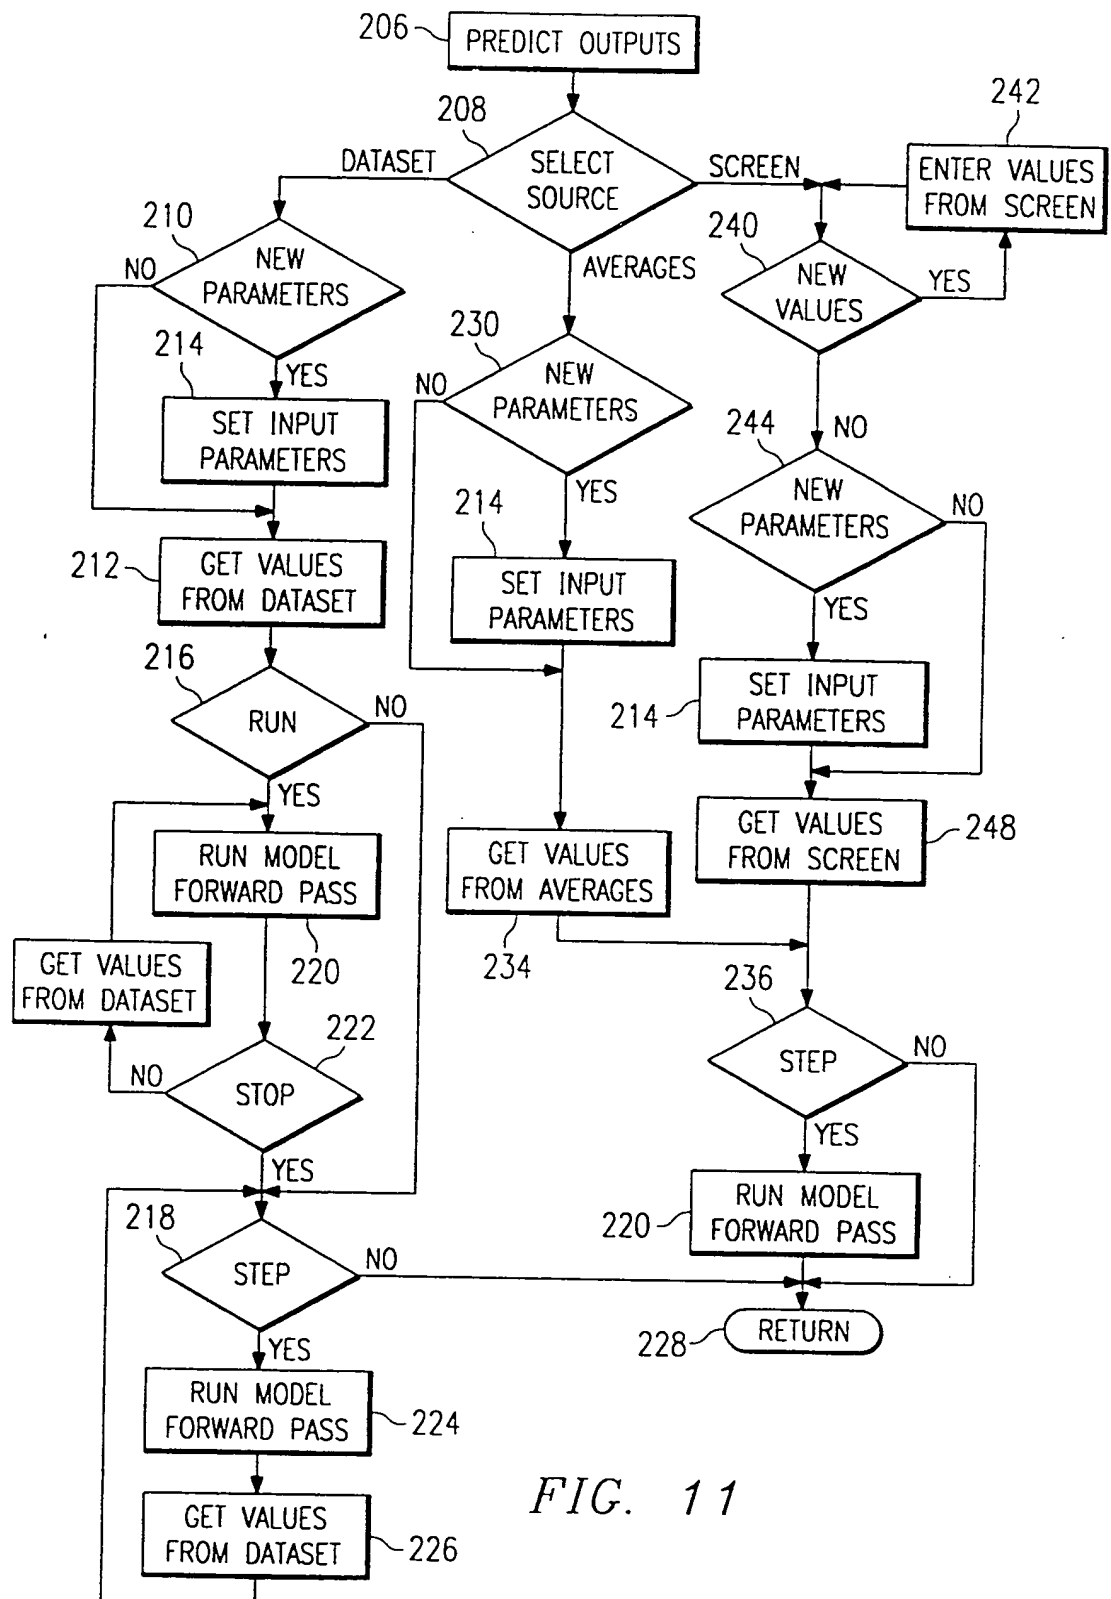 206
PREDICT OUTPUTS
208
SELECT
SOURCE
DATASET
SCREEN
AVERAGES
242
ENTER VALUES
FROM SCREEN
210
NEW
PARAMETERS
NO
YES
214
SET INPUT
PARAMETERS
212
GET VALUES
FROM DATASET
216
RUN
NO
YES
RUN MODEL
FORWARD PASS
220
GET VALUES
FROM DATASET
222
STOP
NO
YES
218
STEP
NO
YES
RUN MODEL
FORWARD PASS
224
GET VALUES
FROM DATASET
226
230
NEW
PARAMETERS
NO
YES
214
SET INPUT
PARAMETERS
GET VALUES
FROM AVERAGES
234
240
NEW
VALUES
YES
NO
244
NEW
PARAMETERS
NO
YES
214
SET INPUT
PARAMETERS
GET VALUES
FROM SCREEN
248
236
STEP
NO
YES
220
RUN MODEL
FORWARD PASS
228
RETURN
FIG. 11